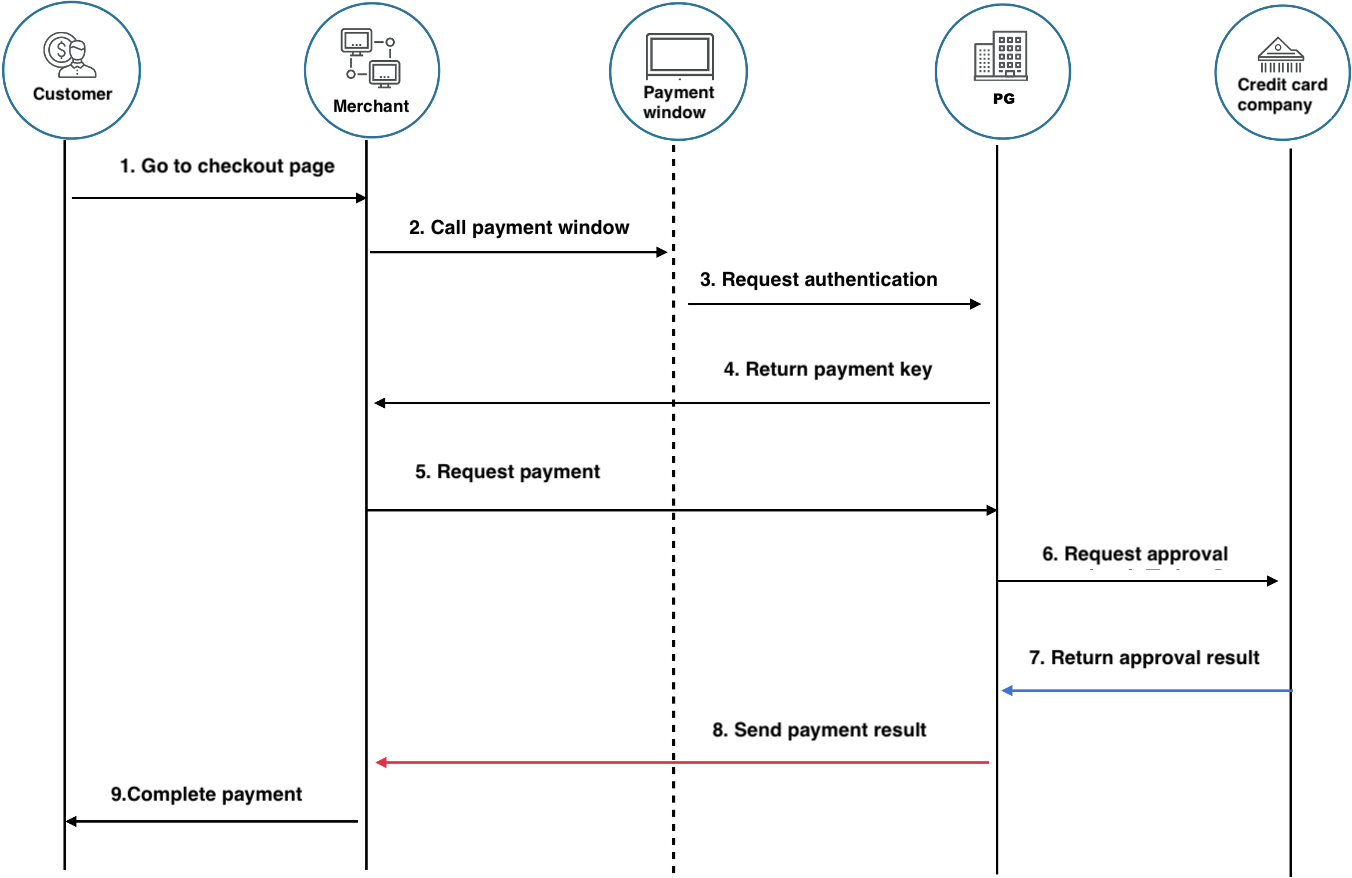 Customer
Merchant
Payment
window
PG
Credit card
company
1. Go to checkout page
2. Call payment window
3. Request authentication
4. Return payment key
5. Request payment
6. Request approval
7. Return approval result
8. Send payment result
9.Complete payment